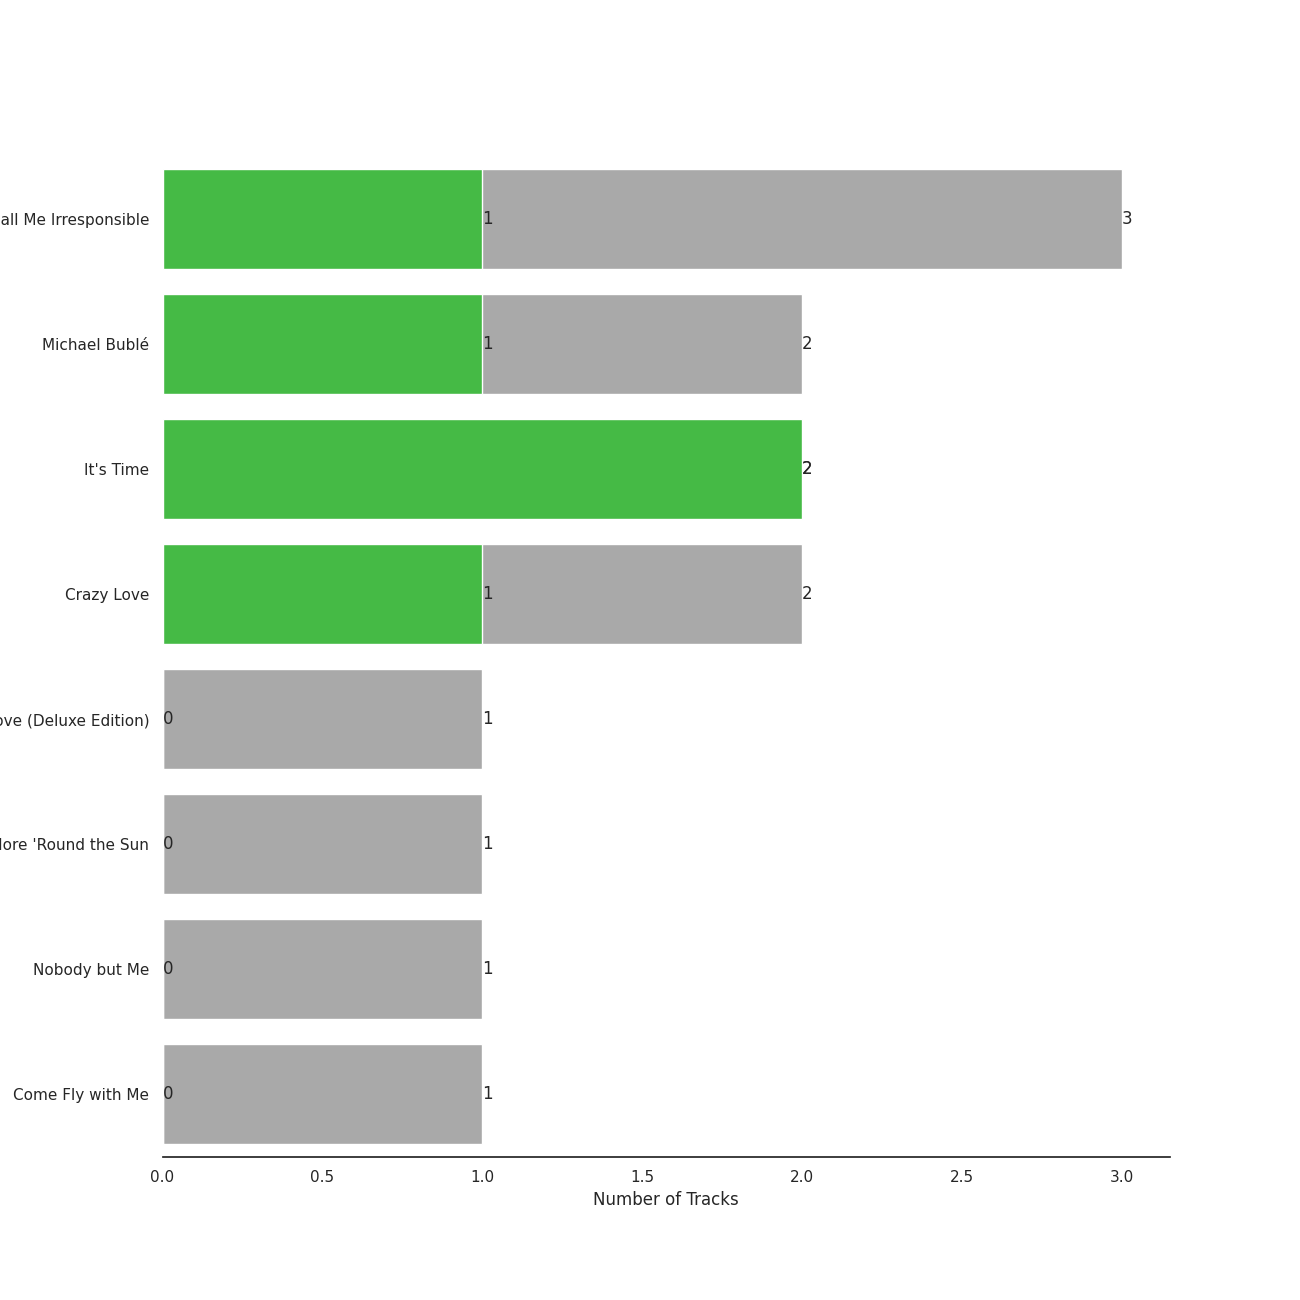 all Me Irresponsible 1 3
Michael Bublé 1 2
It's Time 2
Crazy Love 1 2
ove (Deluxe Edition) 0 1
lore 'Round the Sun 0 1
Nobody but Me 0 1
Come Fly with Me 0 1
0.0 0.5 1.0 1.5 2.0 2.5 3.0
Number of Tracks